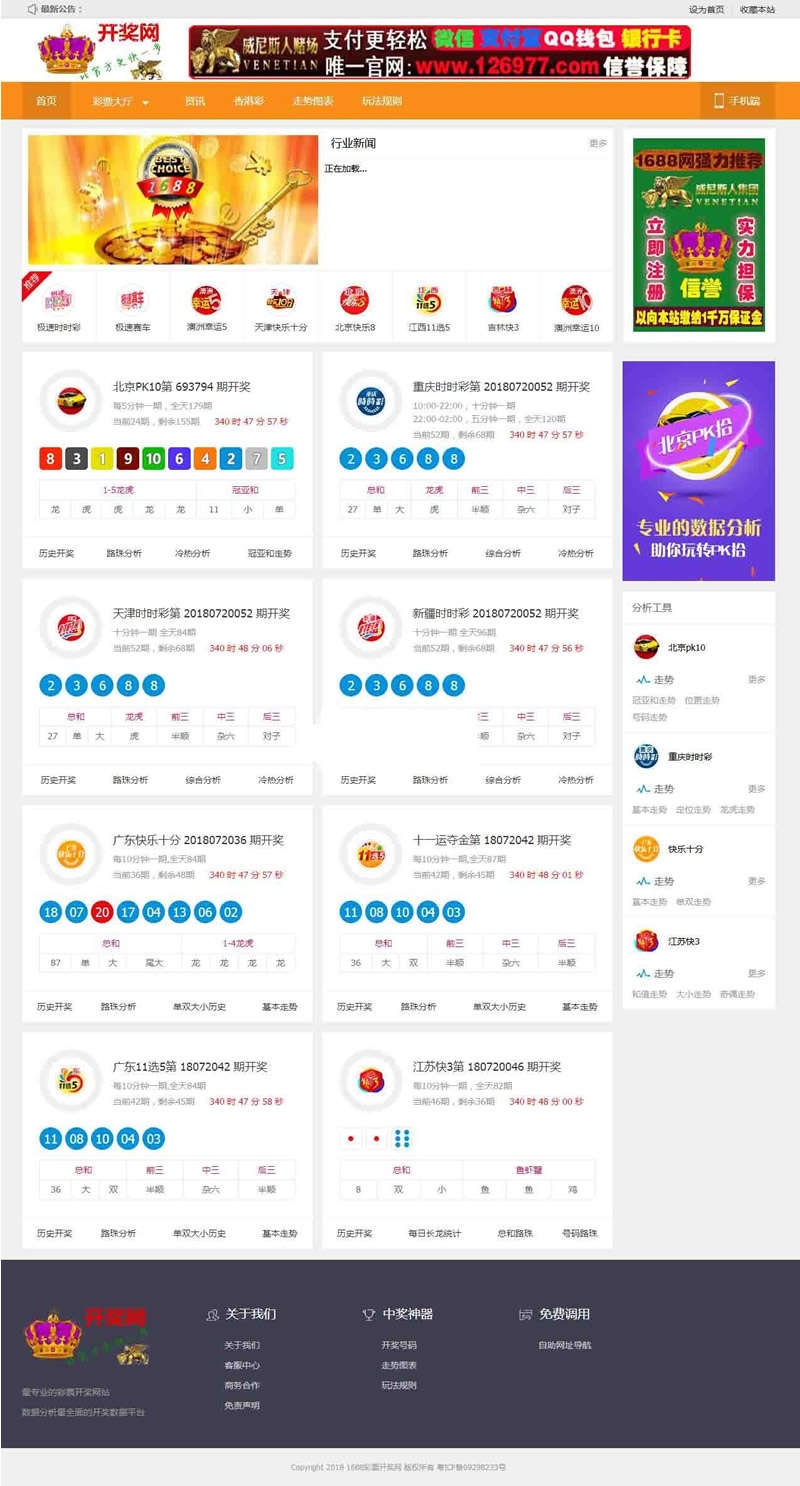 最新公告：
设为首页 收藏本站
开奖网
比官方更快一步
威尼斯人赌场 支付更轻松 微信 支付宝 QQ钱包 银行卡
VENETIAN 唯一官网:www.126977.com 信誉保障
首页 彩票大厅 资讯 香港彩 走势图表 玩法规则 手机端
BEST CHOICE
1688
行业新闻 更多
正在加载...
1688网强力推荐
威尼斯人集团
VENETIAN
立即注册
实力担保
信誉
以向本站缴纳1千万保证金
推荐
极速时时彩 极速赛车 澳洲幸运5 天津快乐十分 北京快乐8 江西11选5 吉林快3 澳洲幸运10
北京PK10第 693794 期开奖
每5分钟一期，全天179期
当前24期，剩余155期 340 时 47 分 57 秒
8 3 1 9 10 6 4 2 7 5
1-5龙虎 冠亚和
龙 虎 虎 龙 龙 11 小 单
历史开奖 路珠分析 冷热分析 冠亚和走势
重庆时时彩第 20180720052 期开奖
10:00-22:00，十分钟一期
22:00-02:00，五分钟一期，全天120期
当前52期，剩余68期 340 时 47 分 57 秒
2 3 6 8 8
总和 龙虎 前三 中三 后三
27 单 大 虎 半顺 杂六 对子
历史开奖 路珠分析 综合分析 冷热分析
北京PK拾
专业的数据分析
助你玩转PK拾
天津时时彩第 20180720052 期开奖
十分钟一期 全天84期
当前52期，剩余68期 340 时 48 分 06 秒
2 3 6 8 8
总和 龙虎 前三 中三 后三
27 单 大 虎 半顺 杂六 对子
历史开奖 路珠分析 综合分析 冷热分析
新疆时时彩 20180720052 期开奖
十分钟一期 全天96期
当前52期，剩余68期 340 时 47 分 56 秒
2 3 6 8 8
中三 后三
杂六 对子
历史开奖 路珠分析 综合分析 冷热分析
分析工具
北京pk10
走势 更多
冠亚和走势 位置走势
号码走势
重庆时时彩
走势 更多
基本走势 定位走势 龙虎走势
快乐十分
走势 更多
基本走势 单双走势
江苏快3
走势 更多
和值走势 大小走势 奇偶走势
广东快乐十分 2018072036 期开奖
每10分钟一期，全天84期
当前36期，剩余48期 340 时 47 分 57 秒
18 07 20 17 04 13 06 02
总和 1-4龙虎
87 单 大 尾大 龙 龙 龙 龙
历史开奖 路珠分析 单双大小历史 基本走势
十一运夺金第 18072042 期开奖
每10分钟一期,全天87期
当前42期，剩余45期 340 时 48 分 01 秒
11 08 10 04 03
总和 前三 中三 后三
36 大 双 半顺 杂六 半顺
历史开奖 路珠分析 单双大小历史 基本走势
广东11选5第 18072042 期开奖
每10分钟一期,全天84期
当前42期，剩余45期 340 时 47 分 58 秒
11 08 10 04 03
总和 前三 中三 后三
36 大 双 半顺 杂六 半顺
历史开奖 路珠分析 单双大小历史 基本走势
江苏快3第 180720046 期开奖
每10分钟一期，全天82期
当前46期，剩余36期 340 时 48 分 00 秒
总和 鱼虾蟹
8 双 小 鱼 鱼 鸡
历史开奖 每日长龙统计 总和路珠 号码路珠
开奖网
最专业的彩票开奖网站
数据分析最全面的开奖数据平台
关于我们
关于我们
客服中心
商务合作
免责声明
中奖神器
开奖号码
走势图表
玩法规则
免费调用
自助网址导航
Copyright 2018 1688彩票开奖网 版权所有 粤ICP备09298233号